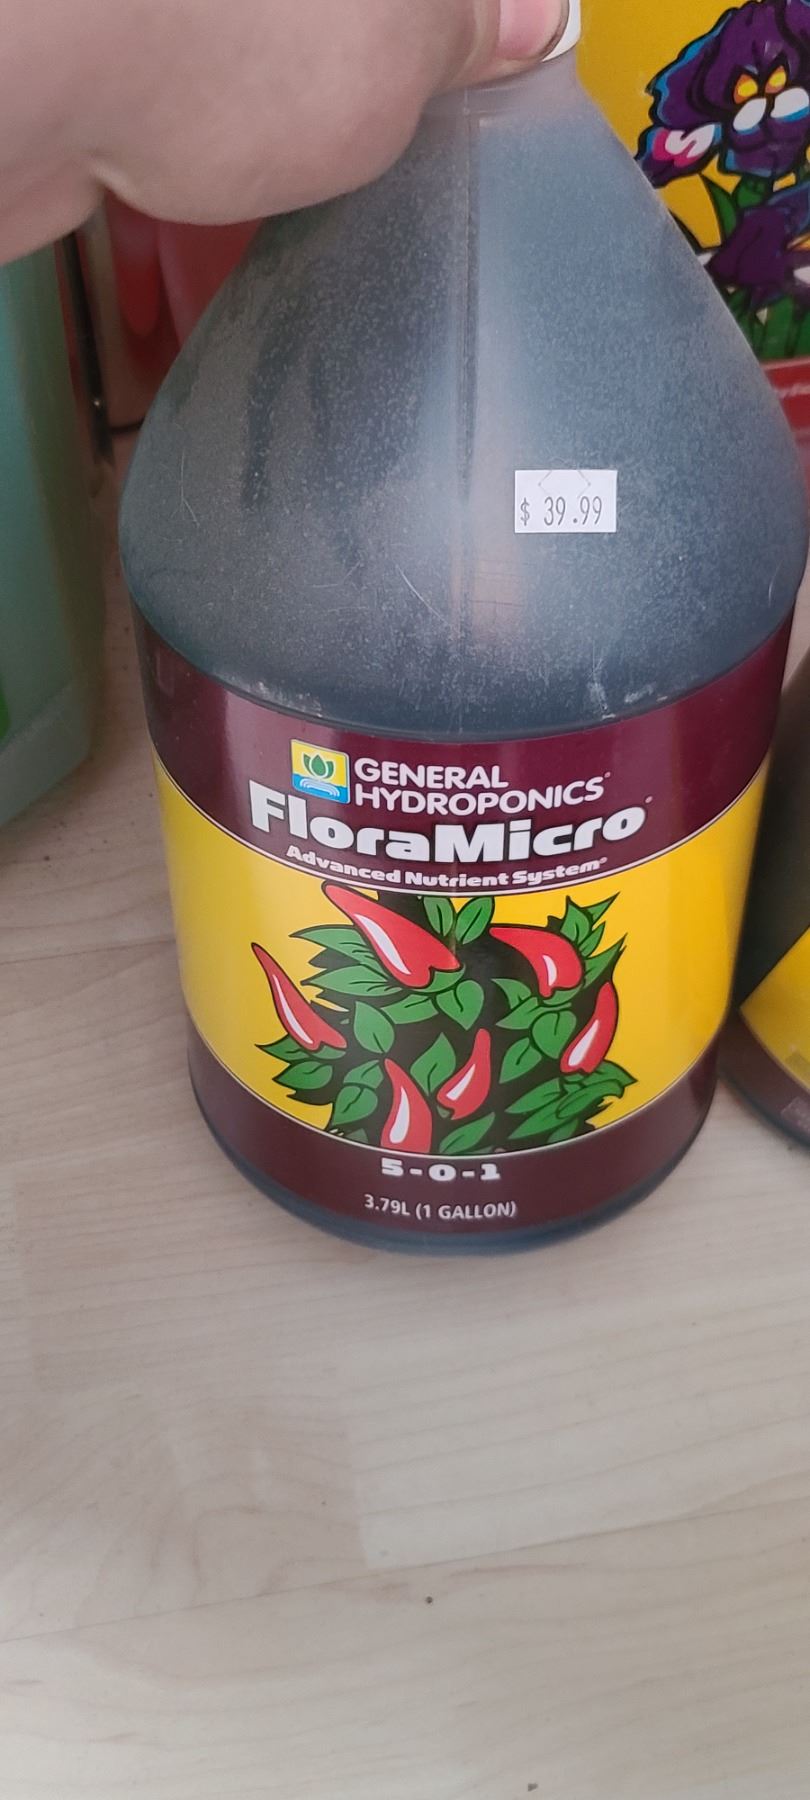 $ 39.99
GENERAL
HYDROPONICS
FloraMicro
Advanced Nutrient System
5-0-1
3.79L (1 GALLON)